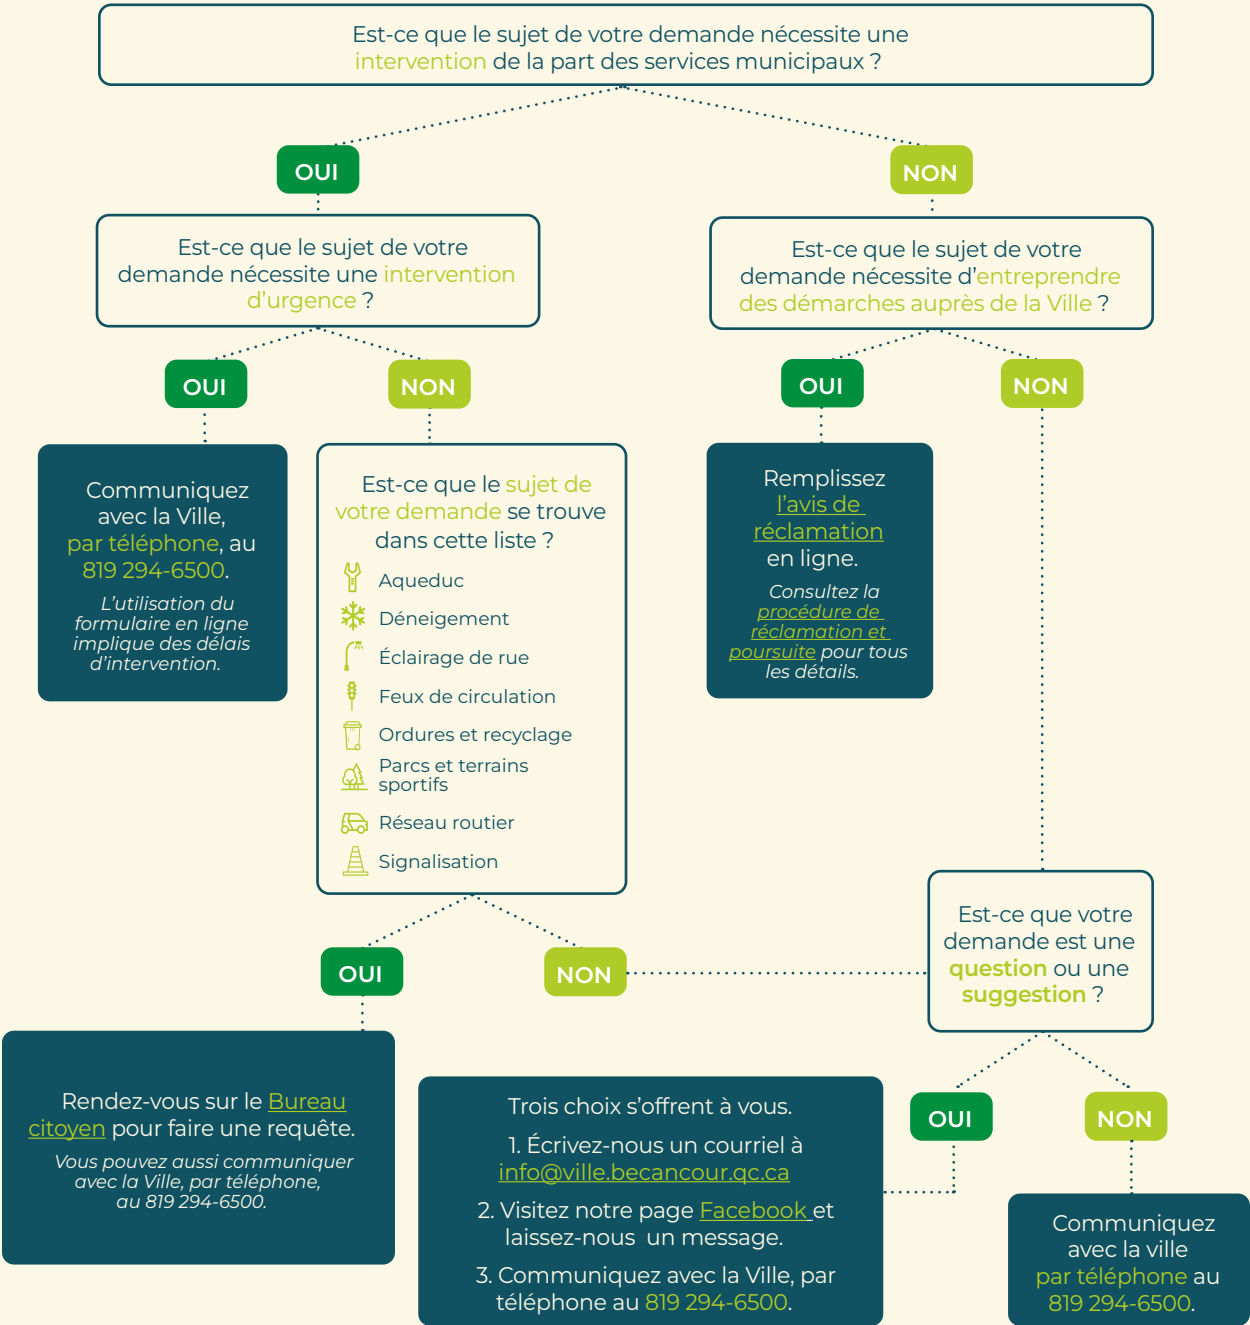 Est-ce que le sujet de votre demande nécessite une
intervention de la part des services municipaux ?
OUI
NON
Est-ce que le sujet de votre
demande nécessite une intervention
d'urgence ?
Est-ce que le sujet de votre
demande nécessite d'entreprendre
des démarches auprès de la Ville ?
OUI
NON
OUI
NON
Communiquez
avec la Ville,
par téléphone, au
819 294-6500.
L'utilisation du
formulaire en ligne
implique des délais
d'intervention.
Est-ce que le sujet de
votre demande se trouve
dans cette liste ?
Aqueduc
Déneigement
Éclairage de rue
Feux de circulation
Ordures et recyclage
Parcs et terrains
sportifs
Réseau routier
Signalisation
Remplissez
l'avis de
réclamation
en ligne.
Consultez la
procédure de
réclamation et
poursuite pour tous
les détails.
OUI
NON
Est-ce que votre
demande est une
question ou une
suggestion ?
Rendez-vous sur le Bureau
citoyen pour faire une requête.
Vous pouvez aussi communiquer
avec la Ville, par téléphone,
au 819 294-6500.
Trois choix s'offrent à vous.
1. Écrivez-nous un courriel à
info@ville.becancour.qc.ca
2. Visitez notre page Facebook et
laissez-nous un message.
3. Communiquez avec la Ville, par
téléphone au 819 294-6500.
OUI
NON
Communiquez
avec la ville
par téléphone au
819 294-6500.